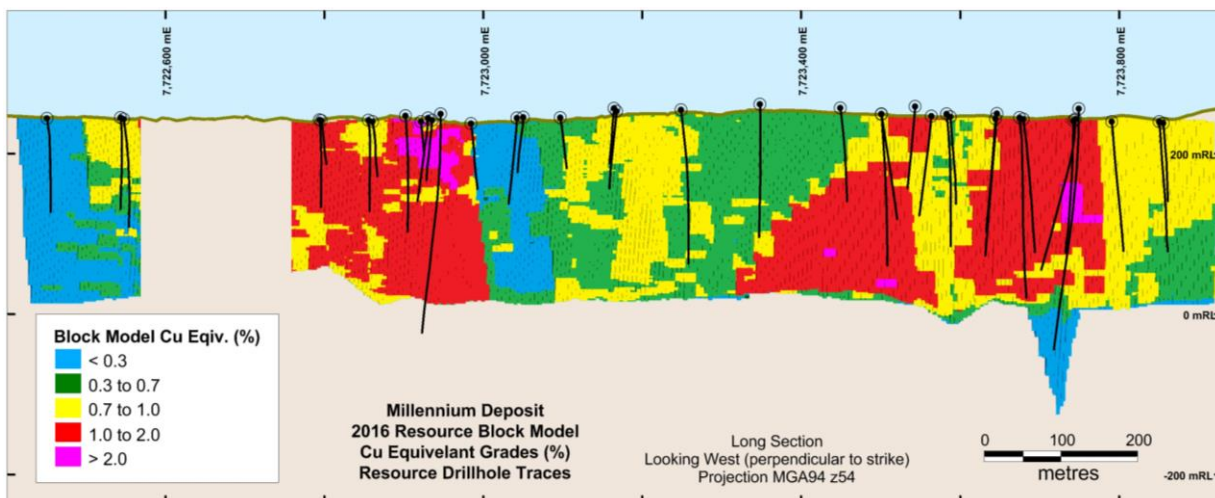 7,722,600 mE
7,723,000 mE
7,723,400 mE
7,723,800 mE
200 mRL
0 mRL
-200 mRL
Block Model Cu Eqiv. (%)
< 0.3
0.3 to 0.7
0.7 to 1.0
1.0 to 2.0
> 2.0
Millennium Deposit
2016 Resource Block Model
Cu Equivelant Grades (%)
Resource Drillhole Traces
Long Section
Looking West (perpendicular to strike)
Projection MGA94 z54
0 100 200
metres